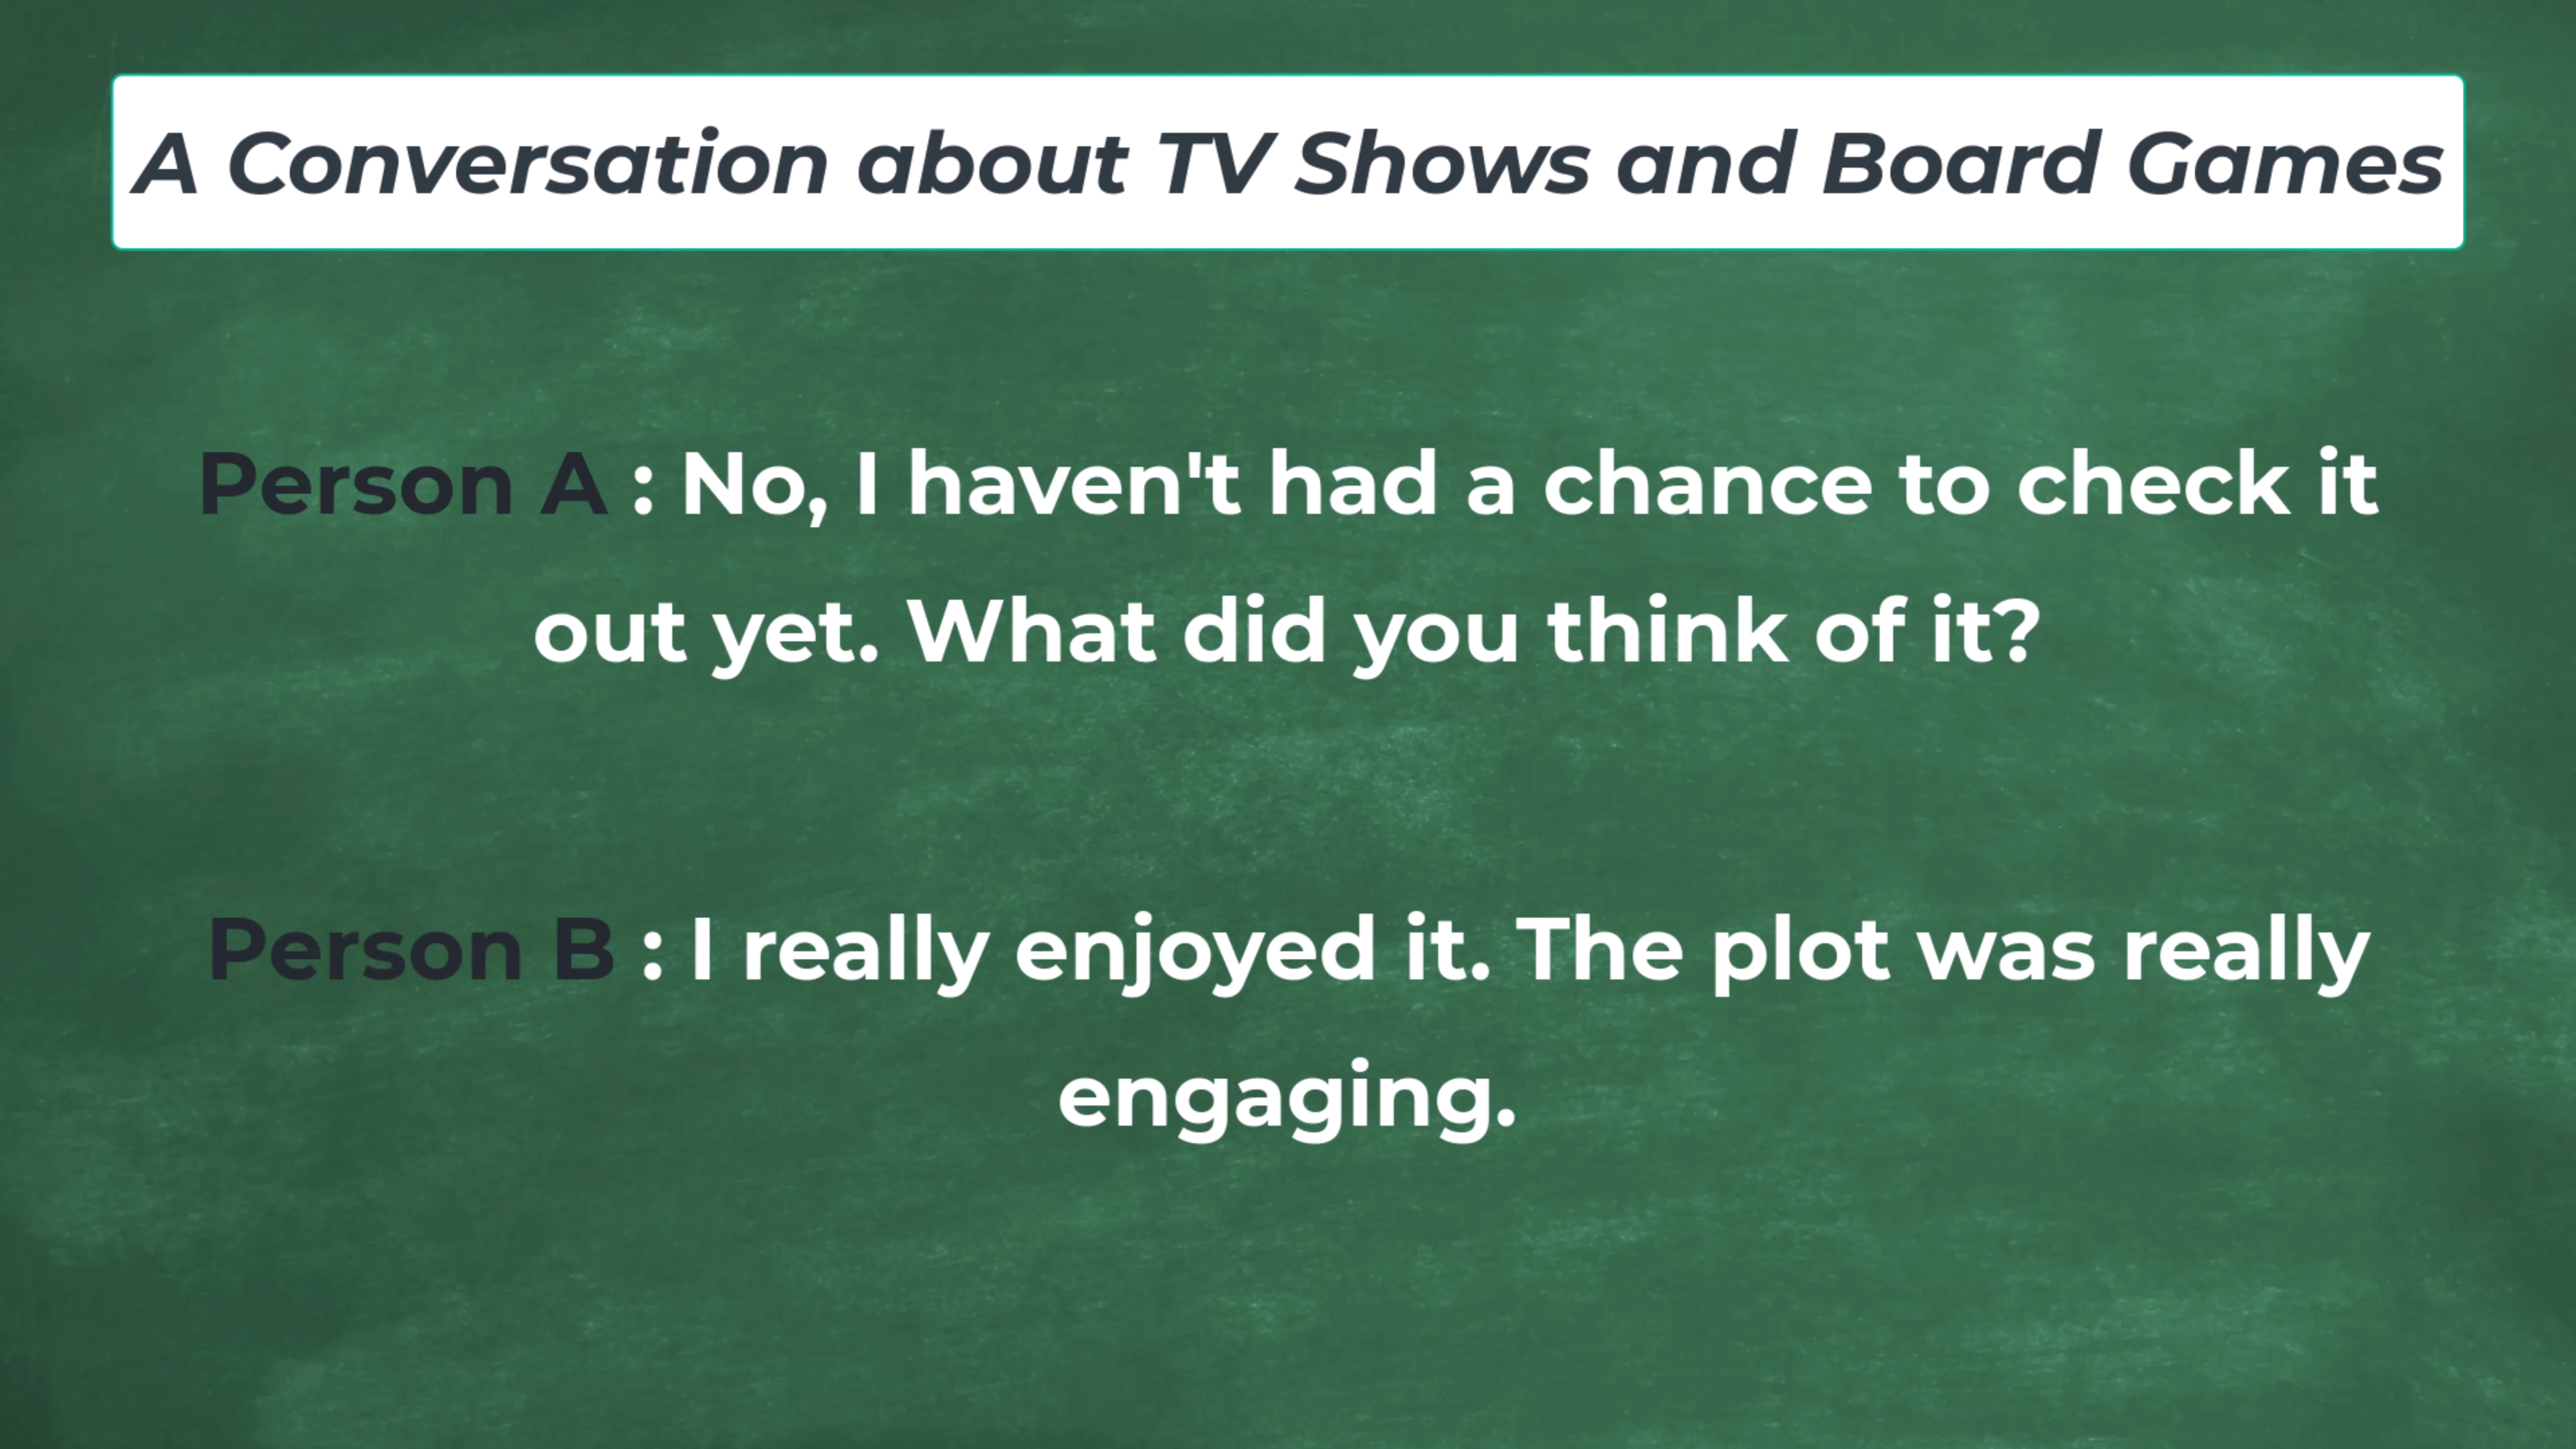 A Conversation about TV Shows and Board Games
Person A : No, I haven't had a chance to check it
out yet. What did you think of it?
Person B : I really enjoyed it. The plot was really
engaging.